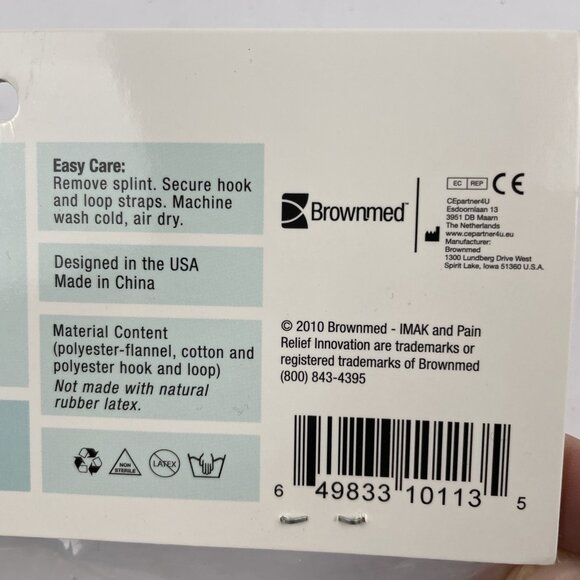 Easy Care:
Remove splint. Secure hook
and loop straps. Machine
wash cold, air dry.
Designed in the USA
Made in China
Material Content
(polyester-flannel, cotton and
polyester hook and loop)
Not made with natural
rubber latex.
NON
STERILE
LATEX
Brownmed™
EC REP
CE
CEpartner4U
Esdoornlaan 13
3951 DB Maarn
The Netherlands
www.cepartner4u.eu
Manufacturer:
Brownmed
1300 Lundberg Drive West
Spirit Lake, Iowa 51360 U.S.A.
© 2010 Brownmed - IMAK and Pain
Relief Innovation are trademarks or
registered trademarks of Brownmed
(800) 843-4395
6 49833 10113 5